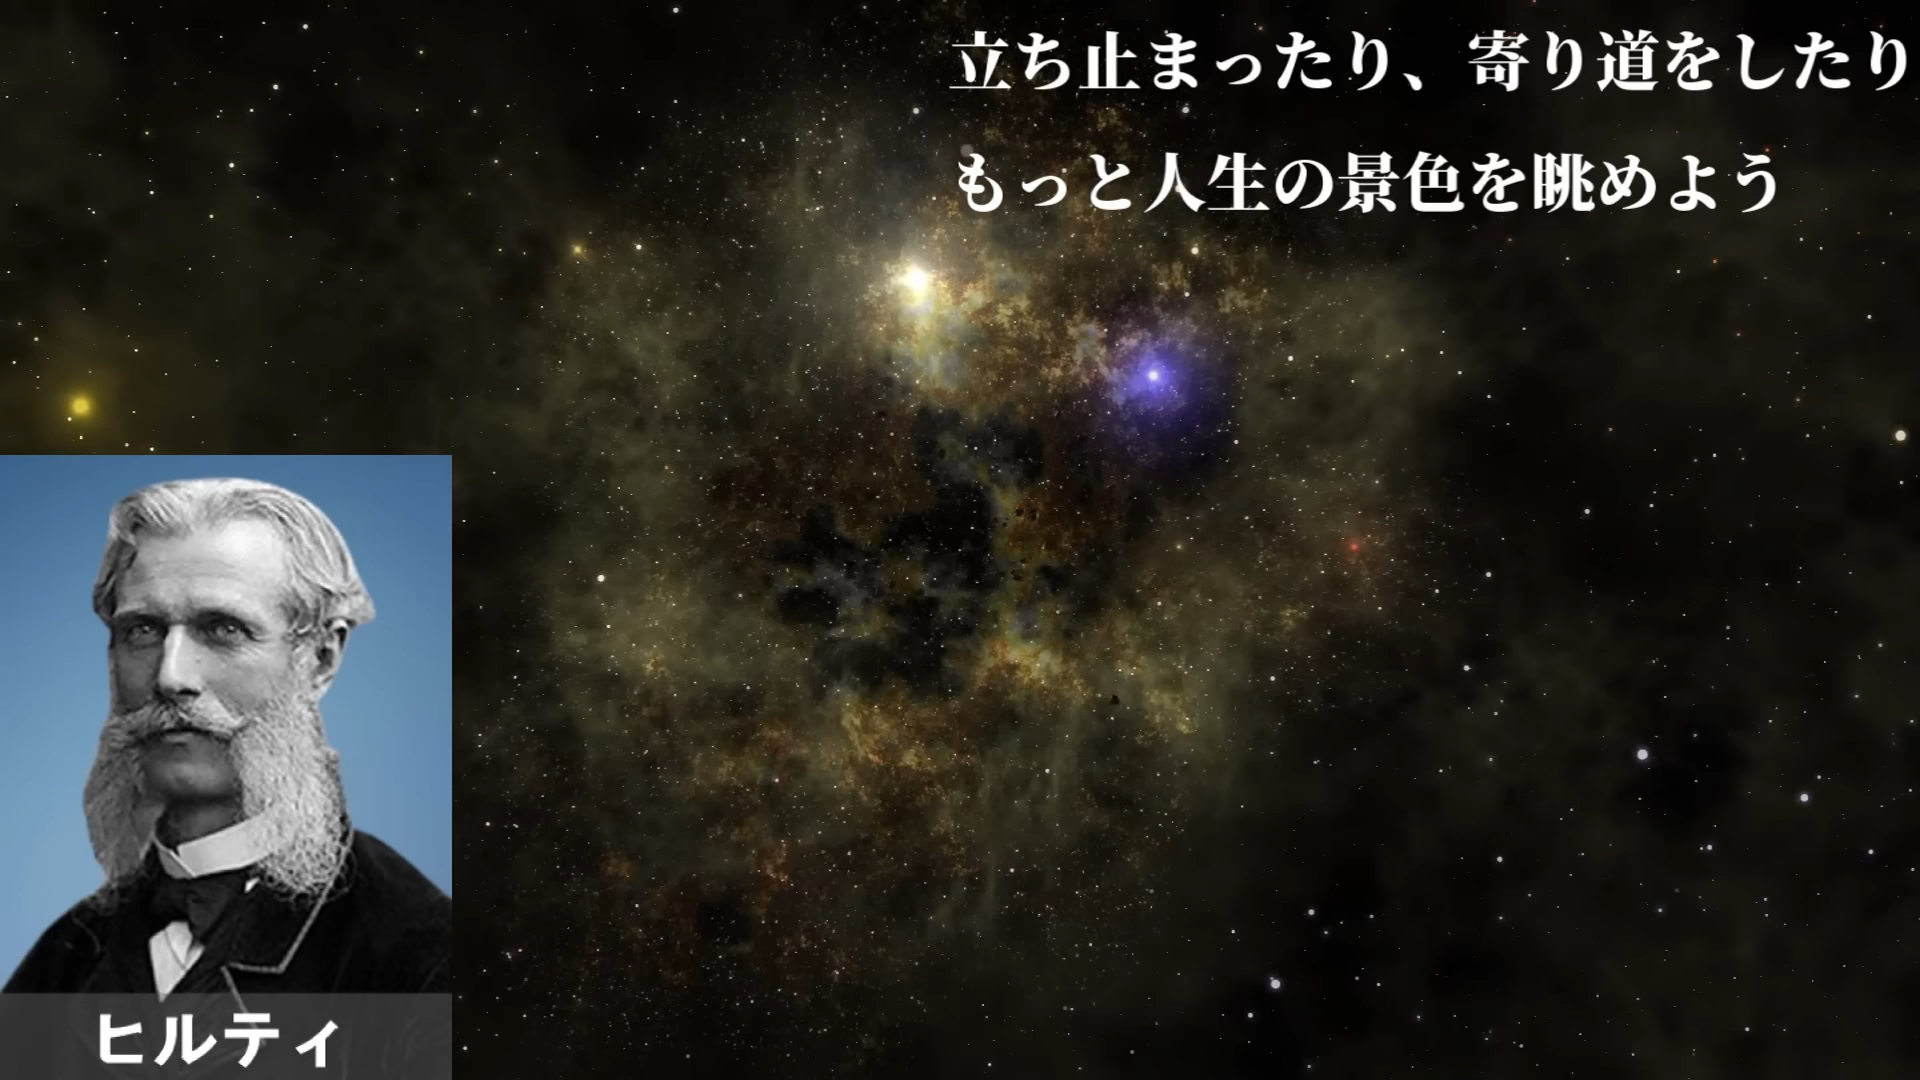 立ち止まったり、寄り道をしたり
もっと人生の景色を眺めよう
ヒルティ